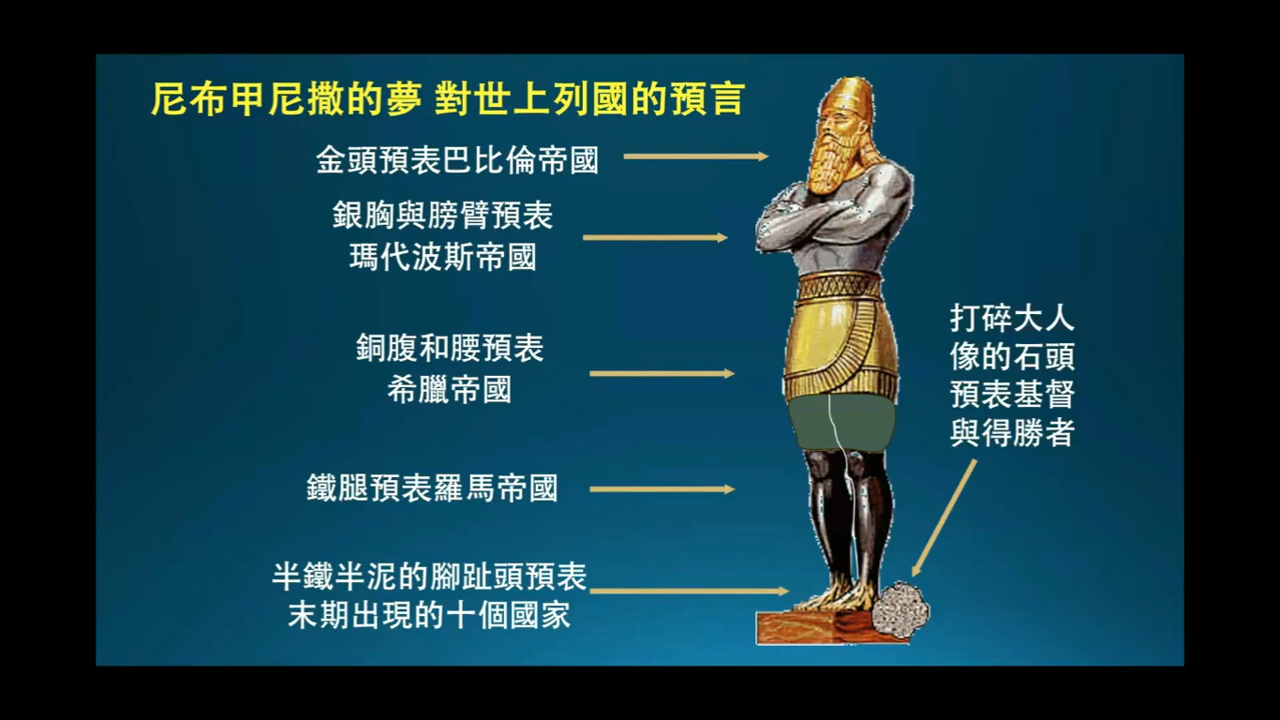 尼布甲尼撒的夢 對世上列國的預言
金頭預表巴比倫帝國
銀胸與膀臂預表
瑪代波斯帝國
銅腹和腰預表
希臘帝國
鐵腿預表羅馬帝國
半鐵半泥的腳趾頭預表
末期出現的十個國家
打碎大人
像的石頭
預表基督
與得勝者